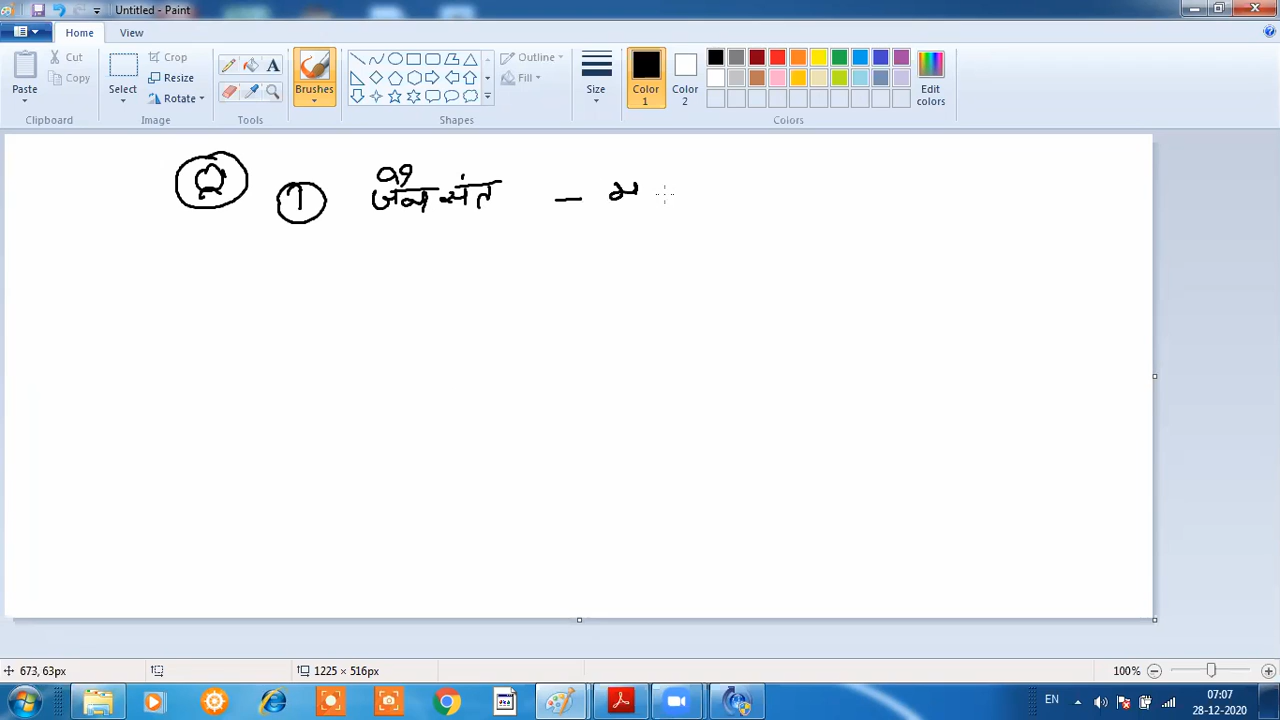 Untitled - Paint
Home View
Paste
Cut
Copy
Clipboard
Select
Crop
Resize
Rotate
Image
Tools
A
Brushes
Shapes
Outline
Fill
Size
Color 1
Color 2
Edit colors
Colors
Q
1
673, 63px
1225 × 516px
100%
EN
07:07
28-12-2020